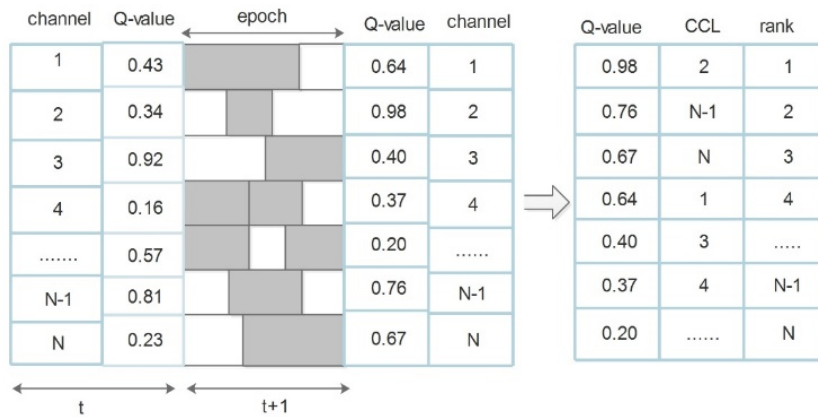 channel Q-value epoch Q-value channel
1 0.43 0.64 1
2 0.34 0.98 2
3 0.92 0.40 3
4 0.16 0.37 4
....... 0.57 0.20 ......
N-1 0.81 0.76 N-1
N 0.23 0.67 N
t t+1
Q-value CCL rank
0.98 2 1
0.76 N-1 2
0.67 N 3
0.64 1 4
0.40 3 .....
0.37 4 N-1
0.20 ...... N